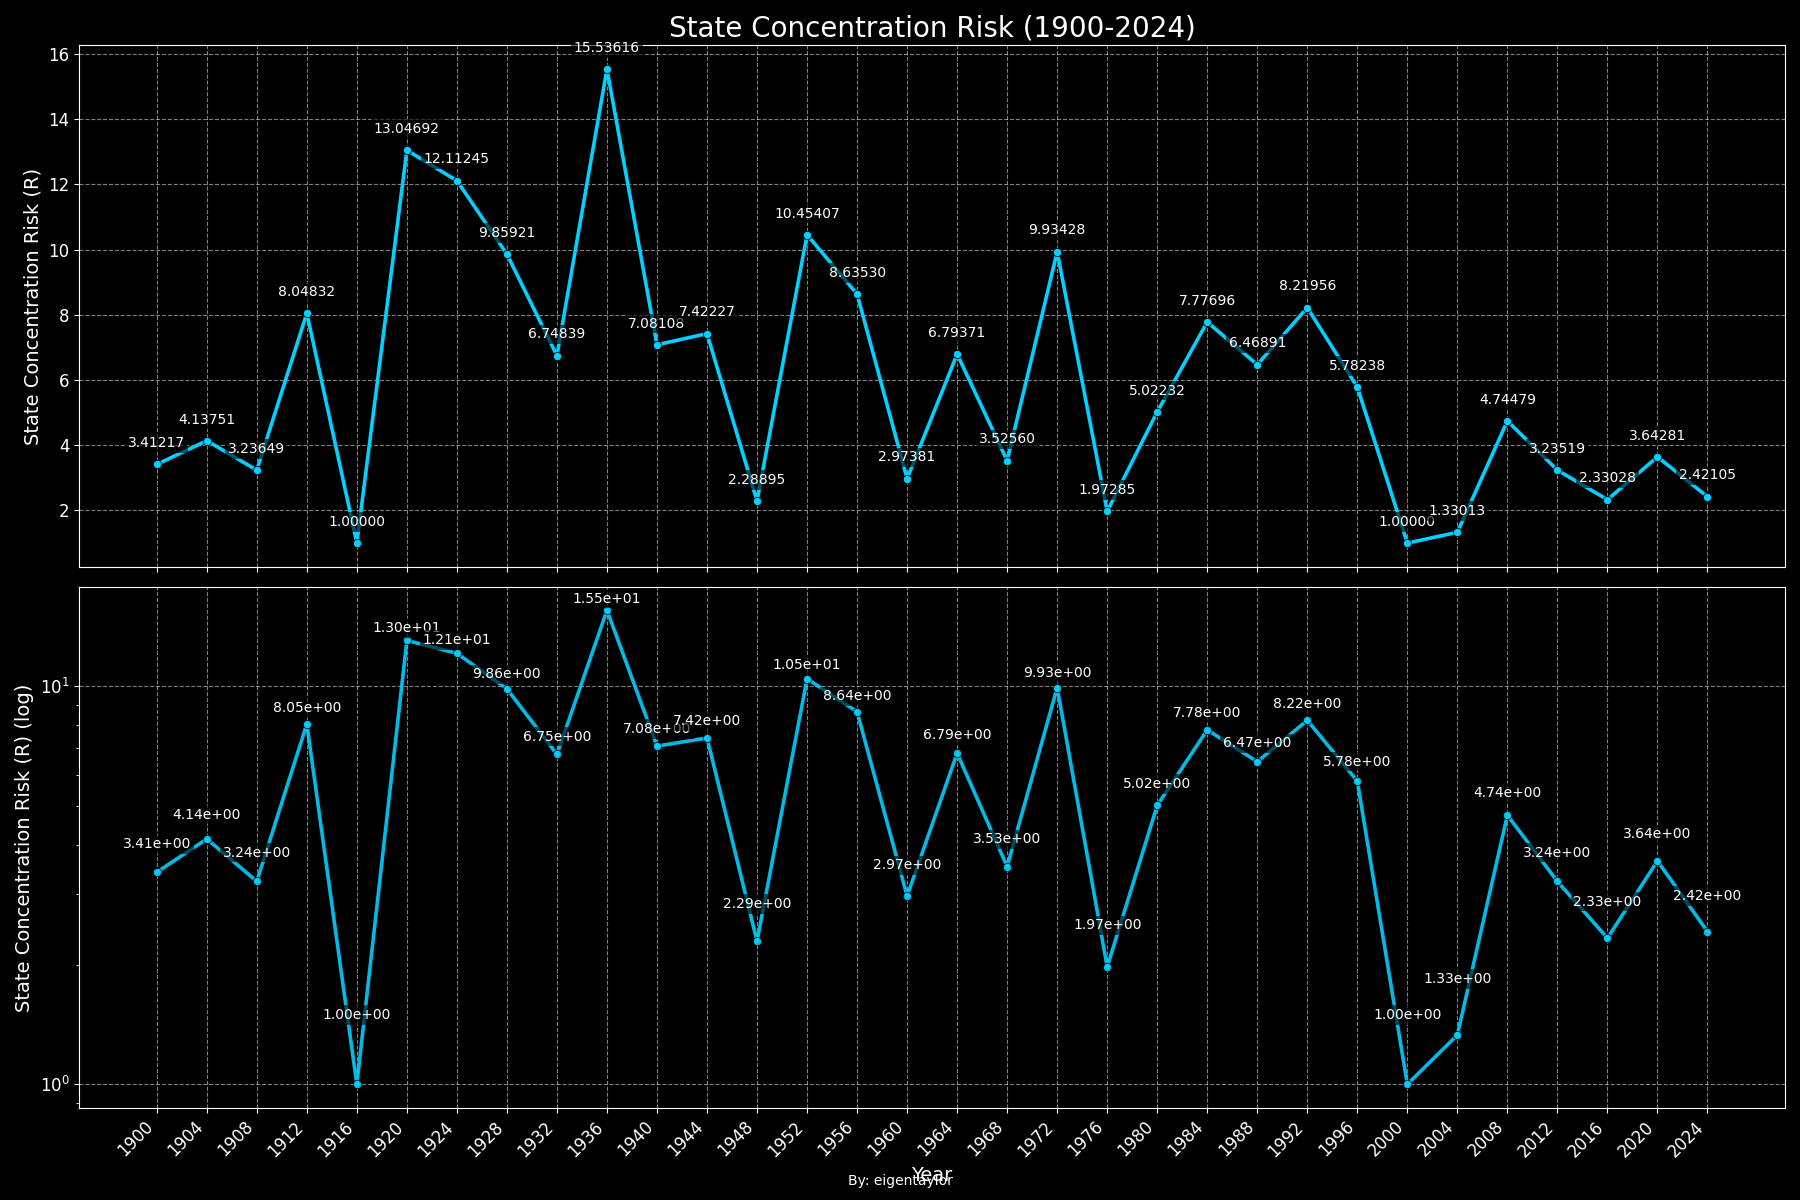 State Concentration Risk (1900-2024)
State Concentration Risk (R)
16
14
12
10
8
6
4
2
3.41217
4.13751
3.23649
8.04832
1.00000
13.04692
12.11245
9.85921
6.74839
15.53616
7.08108
7.42227
2.28895
10.45407
8.63530
2.97381
6.79371
3.52560
9.93428
1.97285
5.02232
7.77696
6.46891
8.21956
5.78238
1.00000
1.33013
4.74479
3.23519
2.33028
3.64281
2.42105
State Concentration Risk (R) (log)
10¹
10⁰
3.41e+00
4.14e+00
3.24e+00
8.05e+00
1.00e+00
1.30e+01
1.21e+01
9.86e+00
6.75e+00
1.55e+01
7.08e+00
7.42e+00
2.29e+00
1.05e+01
8.64e+00
2.97e+00
6.79e+00
3.53e+00
9.93e+00
1.97e+00
5.02e+00
7.78e+00
6.47e+00
8.22e+00
5.78e+00
1.00e+00
1.33e+00
4.74e+00
3.24e+00
2.33e+00
3.64e+00
2.42e+00
1900
1904
1908
1912
1916
1920
1924
1928
1932
1936
1940
1944
1948
1952
1956
1960
1964
1968
1972
1976
1980
1984
1988
1992
1996
2000
2004
2008
2012
2016
2020
2024
Year
By: eigentaylor